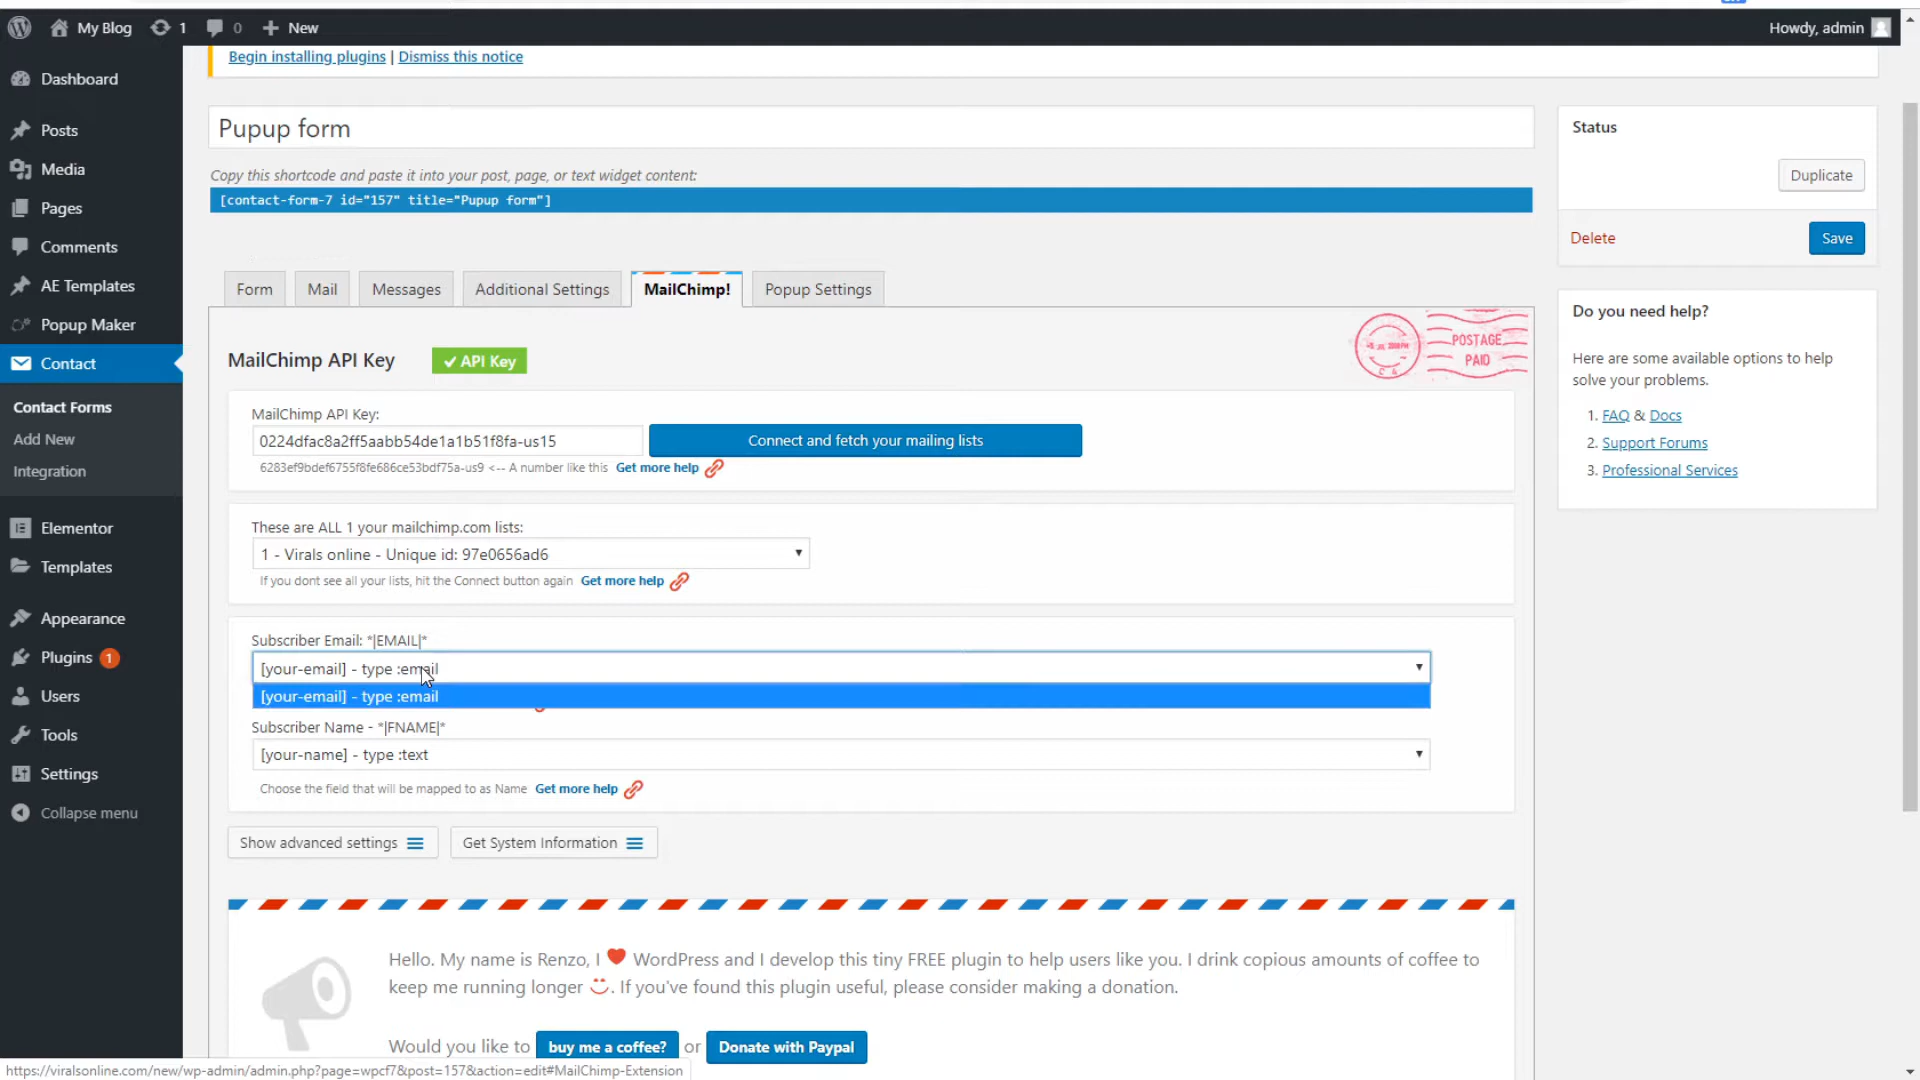 My Blog 1 0 New Howdy, admin
Begin installing plugins | Dismiss this notice
Dashboard
Posts
Media
Pages
Comments
AE Templates
Popup Maker
Contact
Contact Forms
Add New
Integration
Elementor
Templates
Appearance
Plugins 1
Users
Tools
Settings
Collapse menu
Pupup form
Copy this shortcode and paste it into your post, page, or text widget content:
[contact-form-7 id="157" title="Pupup form"]
Form Mail Messages Additional Settings MailChimp! Popup Settings
MailChimp API Key ✔ API Key
POSTAGE
PAID
MailChimp API Key:
0224dfac8a2ff5aabb54de1a1b51f8fa-us15 Connect and fetch your mailing lists
6283ef9bdef6755f8fe686ce53bdf75a-us9 <-- A number like this Get more help
These are ALL 1 your mailchimp.com lists:
1 - Virals online - Unique id: 97e0656ad6
If you dont see all your lists, hit the Connect button again Get more help
Subscriber Email: *|EMAIL|*
[your-email] - type :email
[your-email] - type :email
Subscriber Name - *|FNAME|*
[your-name] - type :text
Choose the field that will be mapped to as Name Get more help
Show advanced settings Get System Information
Hello. My name is Renzo, I ❤ WordPress and I develop this tiny FREE plugin to help users like you. I drink copious amounts of coffee to
keep me running longer . If you've found this plugin useful, please consider making a donation.
Would you like to buy me a coffee? or Donate with Paypal
Status
Duplicate
Delete Save
Do you need help?
Here are some available options to help
solve your problems.
1. FAQ & Docs
2. Support Forums
3. Professional Services
https://viralsonline.com/new/wp-admin/admin.php?page=wpcf7&post=157&action=edit#MailChimp-Extension